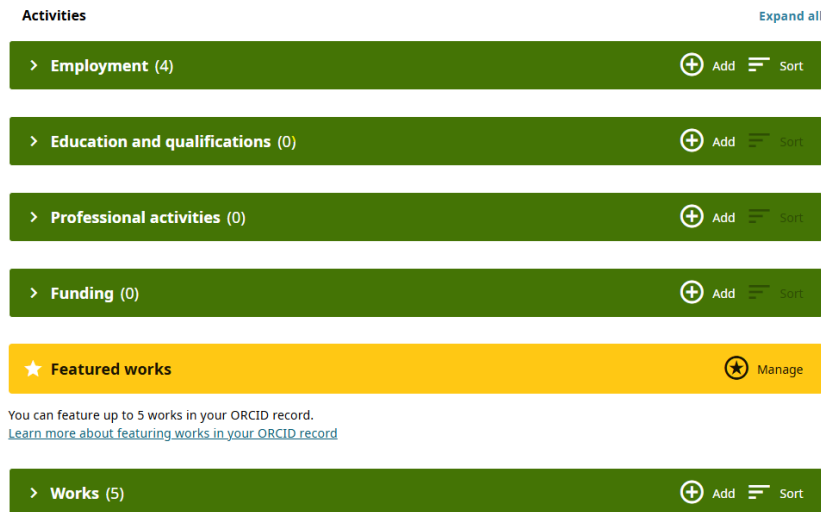 Activities Expand all
Employment (4) Add Sort
Education and qualifications (0) Add Sort
Professional activities (0) Add Sort
Funding (0) Add Sort
Featured works Manage
You can feature up to 5 works in your ORCID record.
Learn more about featuring works in your ORCID record
Works (5) Add Sort